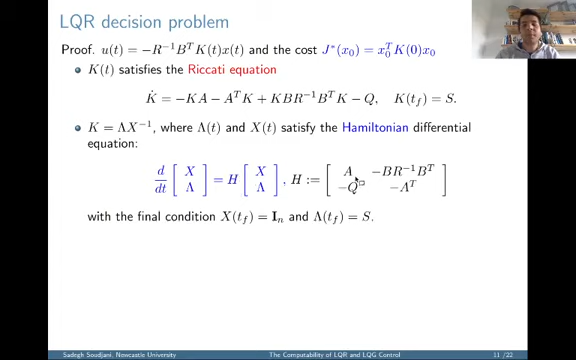 LQR decision problem
Proof. u(t) = −R⁻¹BᵀK(t)x(t) and the cost J*(x₀) = x₀ᵀK(0)x₀
K(t) satisfies the Riccati equation
K̇ = −KA − AᵀK + KBR⁻¹BᵀK − Q, K(t_f) = S.
K = ΛX⁻¹, where Λ(t) and X(t) satisfy the Hamiltonian differential
equation:
d/dt [ X Λ ] = H [ X Λ ], H := [ A −BR⁻¹Bᵀ −Q −Aᵀ ]
with the final condition X(t_f) = I_n and Λ(t_f) = S.
Sadegh Soudjani, Newcastle University The Computability of LQR and LQG Control 11 / 22